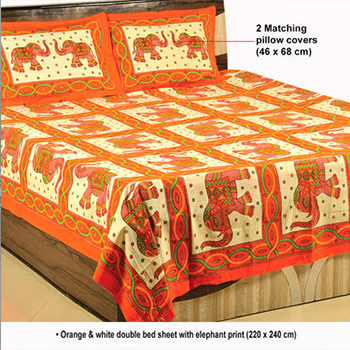 2 Matching
pillow covers
(46 x 68 cm)
• Orange & white double bed sheet with elephant print (220 x 240 cm)